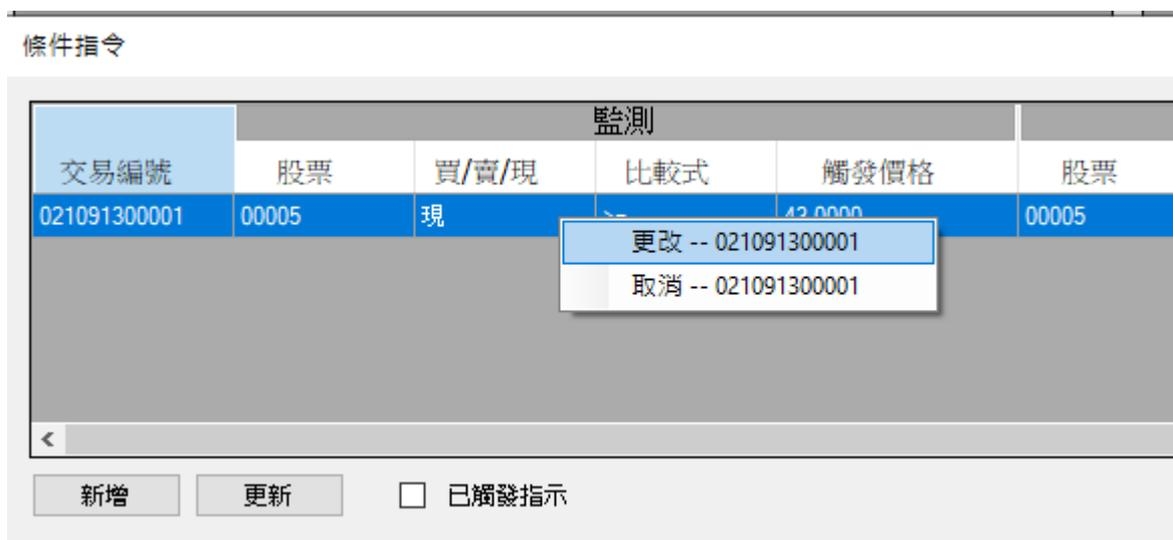 條件指令
監測
交易編號 股票 買/賣/現 比較式 觸發價格 股票
021091300001 00005 現 >= 43.0000 00005
更改 -- 021091300001
取消 -- 021091300001
新增 更新 已觸發指示